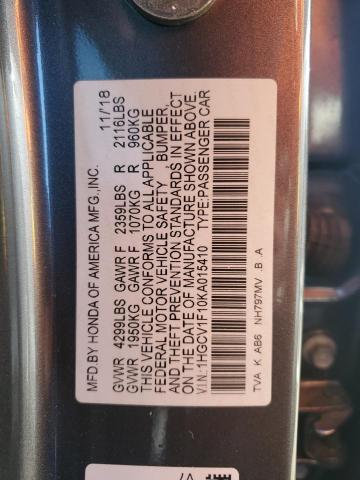 MFD.BY HONDA OF AMERICA MFG.,INC. 11/18
GVWR 4299LBS GAWR F 2399LBS R 2116LBS
GVWR 1950KG GAWR F 1070KG R 960KG
THIS VEHICLE CONFORMS TO ALL APPLICABLE
FEDERAL MOTOR VEHICLE SAFETY, BUMPER,
AND THEFT PREVENTION STANDARDS IN EFFECT
ON THE DATE OF MANUFACTURE SHOWN ABOVE.
V.I.N.:1HGCV1F10KA015410 TYPE:PASSENGER CAR
TVA K AB6 NH797MV .B .A